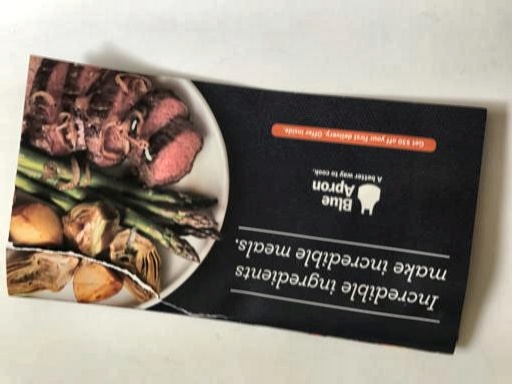 Incredible ingredients
make incredible meals.
Blue
Apron
A better way to cook.
Get $30 off your first delivery. Offer inside.